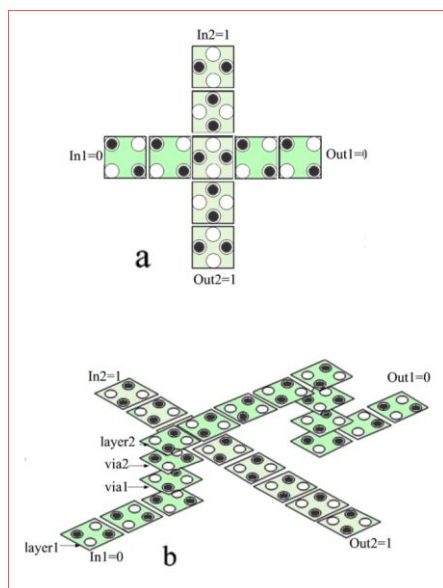 In2=1
In1=0
Out1=0
a
Out2=1
In2=1
Out1=0
layer2
via2
via1
layer1
In1=0
b
Out2=1